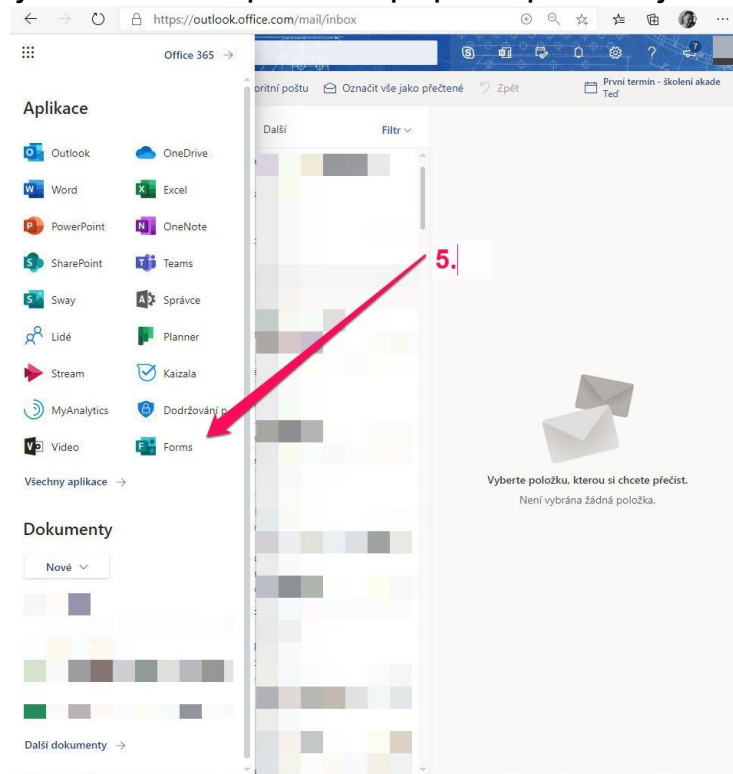 https://outlook.office.com/mail/inbox
Office 365 →
Aplikace
Outlook OneDrive
Word Excel
PowerPoint OneNote
SharePoint Teams
Sway Správce
Lidé Planner
Stream Kaizala
MyAnalytics Dodržování p
Video Forms
Všechny aplikace →
Dokumenty
Nové
Další dokumenty →
oritní poštu Označit vše jako přečtené Zpět
První termín - školení akade
Teď
Další Filtr
5.
Vyberte položku, kterou si chcete přečíst.
Není vybrána žádná položka.
?
7